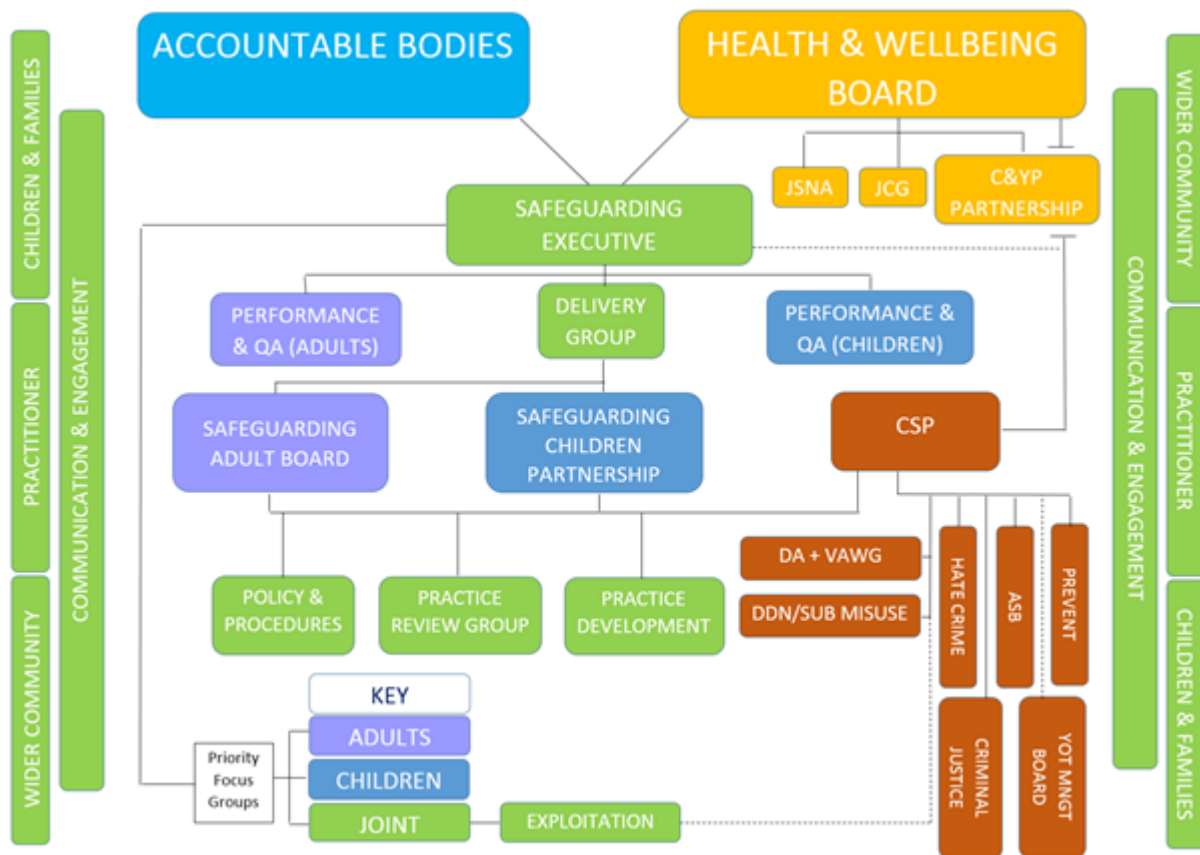 ACCOUNTABLE BODIES
HEALTH & WELLBEING
BOARD
CHILDREN & FAMILIES
PRACTITIONER
WIDER COMMUNITY
COMMUNICATION & ENGAGEMENT
WIDER COMMUNITY
PRACTITIONER
CHILDREN & FAMILIES
COMMUNICATION & ENGAGEMENT
JSNA
JCG
C&YP
PARTNERSHIP
SAFEGUARDING
EXECUTIVE
PERFORMANCE
& QA (ADULTS)
DELIVERY
GROUP
PERFORMANCE &
QA (CHILDREN)
SAFEGUARDING
ADULT BOARD
SAFEGUARDING
CHILDREN
PARTNERSHIP
CSP
POLICY &
PROCEDURES
PRACTICE
REVIEW GROUP
PRACTICE
DEVELOPMENT
DA + VAWG
DDN/SUB MISUSE
HATE CRIME
ASB
PREVENT
CRIMINAL
JUSTICE
YOT MNGT
BOARD
KEY
ADULTS
CHILDREN
JOINT
Priority
Focus
Groups
EXPLOITATION